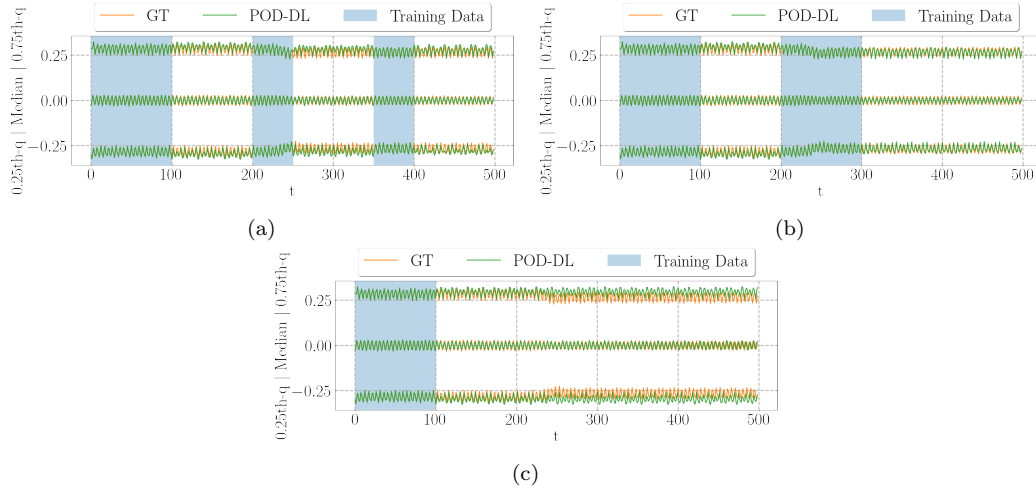 GT POD-DL Training Data
0.25th-q | Median | 0.75th-q
0.25
0.00
−0.25
0 100 200 300 400 500
t
(a)
GT POD-DL Training Data
0.25th-q | Median | 0.75th-q
0.25
0.00
−0.25
0 100 200 300 400 500
t
(b)
GT POD-DL Training Data
0.25th-q | Median | 0.75th-q
0.25
0.00
−0.25
0 100 200 300 400 500
t
(c)